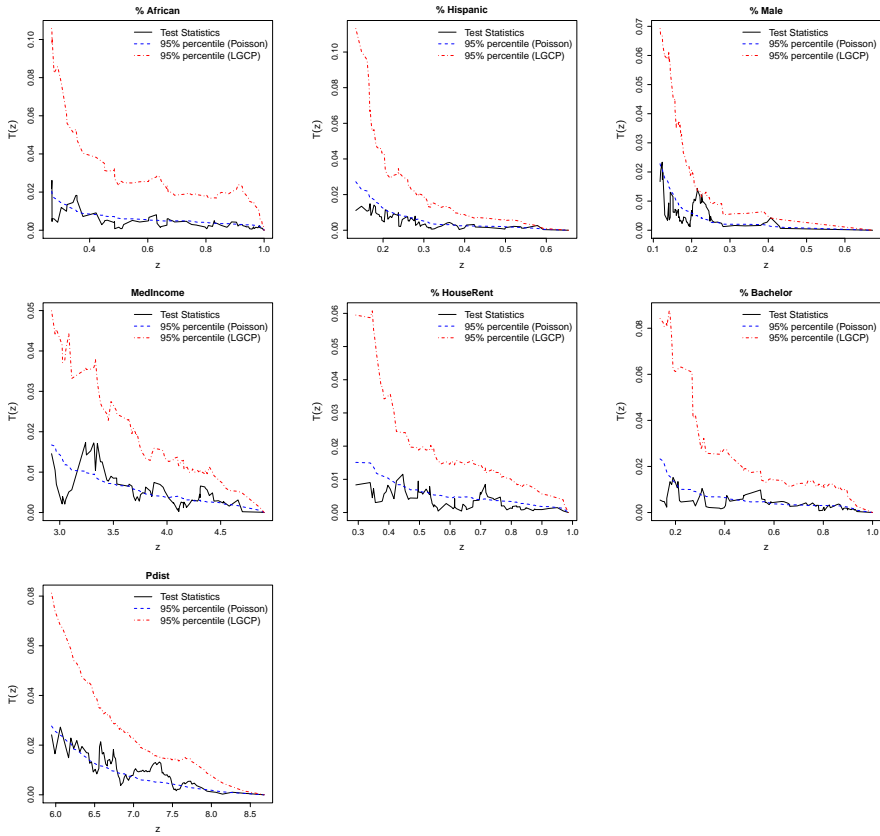 % African
Test Statistics
95% percentile (Poisson)
95% percentile (LGCP)
T(z)
0.00 0.02 0.04 0.06 0.08 0.10
0.4 0.6 0.8 1.0
z
% Hispanic
Test Statistics
95% percentile (Poisson)
95% percentile (LGCP)
T(z)
0.00 0.02 0.04 0.06 0.08 0.10
0.2 0.3 0.4 0.5 0.6
z
% Male
Test Statistics
95% percentile (Poisson)
95% percentile (LGCP)
T(z)
0.00 0.01 0.02 0.03 0.04 0.05 0.06 0.07
0.1 0.2 0.3 0.4 0.5 0.6
z
MedIncome
Test Statistics
95% percentile (Poisson)
95% percentile (LGCP)
T(z)
0.00 0.01 0.02 0.03 0.04 0.05
3.0 3.5 4.0 4.5
z
% HouseRent
Test Statistics
95% percentile (Poisson)
95% percentile (LGCP)
T(z)
0.00 0.01 0.02 0.03 0.04 0.05 0.06
0.3 0.4 0.5 0.6 0.7 0.8 0.9 1.0
z
% Bachelor
Test Statistics
95% percentile (Poisson)
95% percentile (LGCP)
T(z)
0.00 0.02 0.04 0.06 0.08
0.2 0.4 0.6 0.8 1.0
z
Pdist
Test Statistics
95% percentile (Poisson)
95% percentile (LGCP)
T(z)
0.00 0.02 0.04 0.06 0.08
6.0 6.5 7.0 7.5 8.0 8.5
z